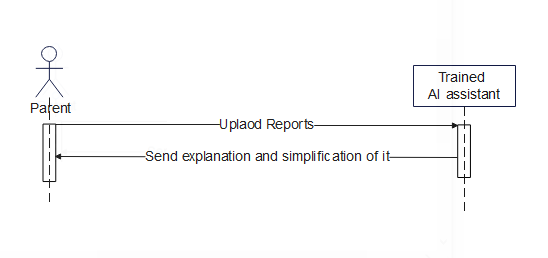 Trained
AI assistant
Parent
Uplaod Reports
Send explanation and simplification of it